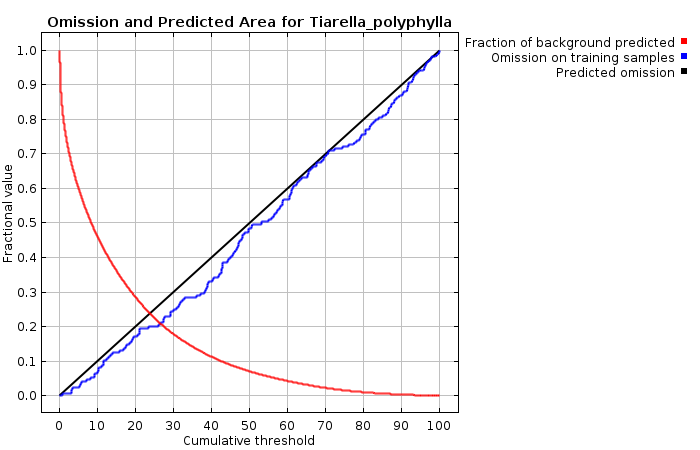 Omission and Predicted Area for Tiarella_polyphylla
Fraction of background predicted
Omission on training samples
Predicted omission
Fractional value
1.0
0.9
0.8
0.7
0.6
0.5
0.4
0.3
0.2
0.1
0.0
0 10 20 30 40 50 60 70 80 90 100
Cumulative threshold